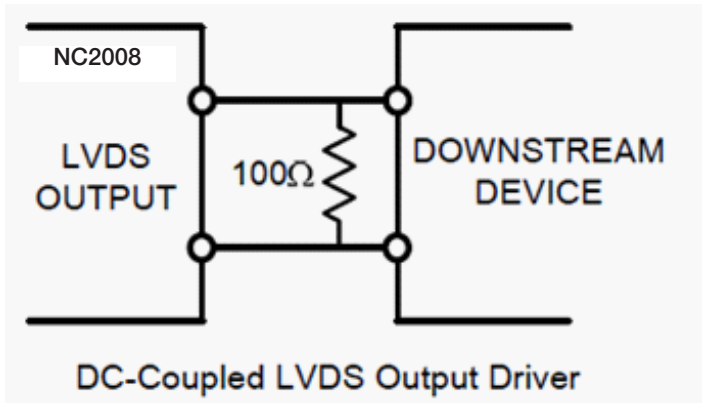 NC2008
LVDS
OUTPUT
100Ω
DOWNSTREAM
DEVICE
DC-Coupled LVDS Output Driver